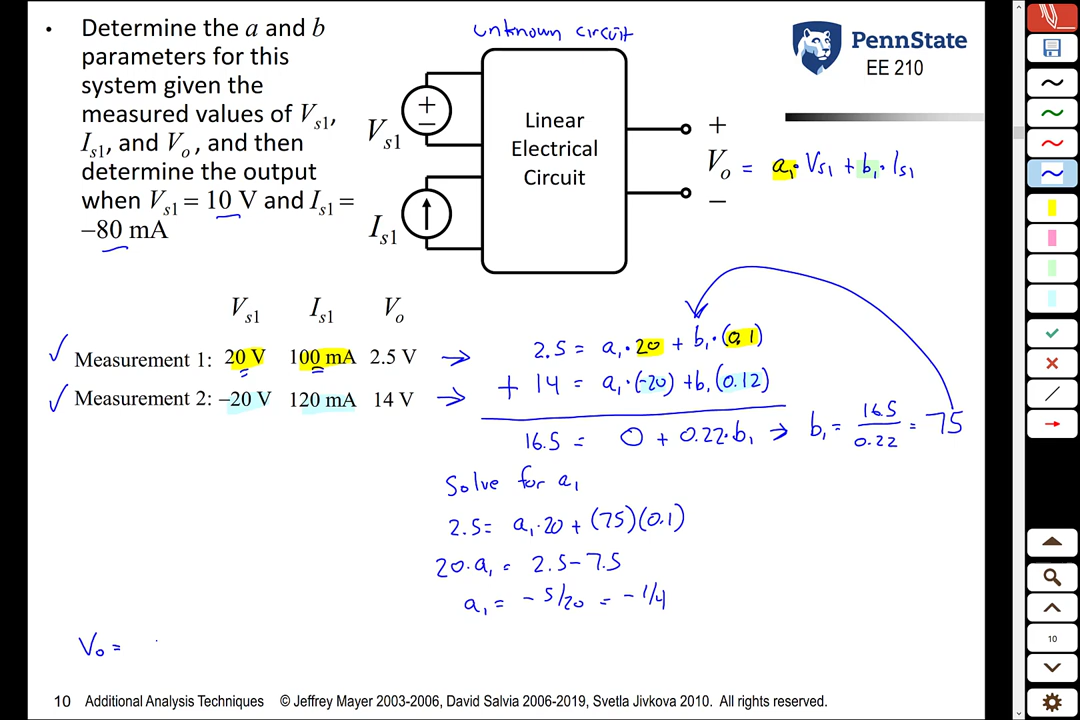 unknown circuit
• Determine the a and b
parameters for this
system given the
measured values of Vs1,
Is1, and Vo, and then
determine the output
when Vs1 = 10 V and Is1 =
−80 mA
Vs1
+
−
Is1
Linear
Electrical
Circuit
PennState
EE 210
+
Vo = a1· Vs1 + b1· Is1
−
Vs1 Is1 Vo
Measurement 1: 20 V 100 mA 2.5 V →
Measurement 2: −20 V 120 mA 14 V →
2.5 = a1·20 + b1·(0.1)
+ 14 = a1·(-20) + b1(0.12)
16.5 = 0 + 0.22·b1 → b1 = 16.5/0.22 = 75
Solve for a1
2.5 = a1·20 + (75)(0.1)
20·a1 = 2.5 - 7.5
a1 = -5/20 = -1/4
Vo =
10 Additional Analysis Techniques © Jeffrey Mayer 2003-2006, David Salvia 2006-2019, Svetla Jivkova 2010. All rights reserved.
10